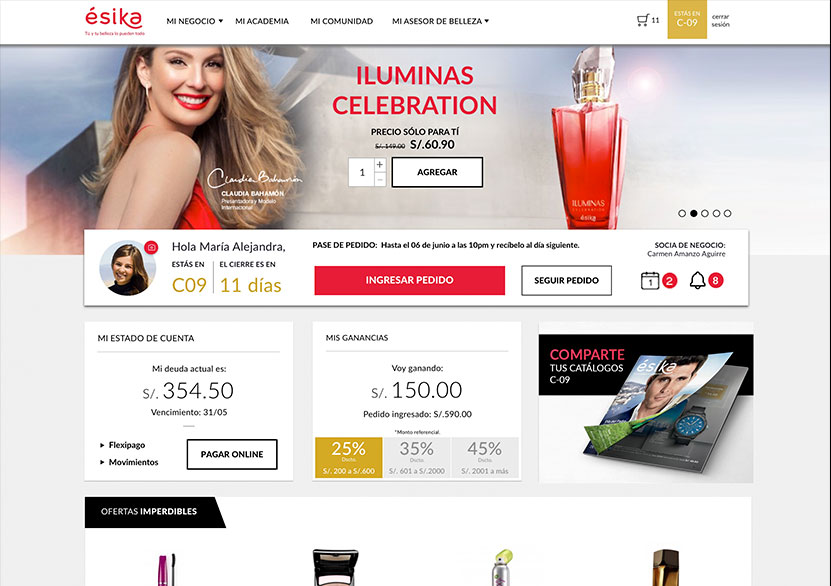 ésika
Tú y tu belleza lo pueden todo
MI NEGOCIO
MI ACADEMIA
MI COMUNIDAD
MI ASESOR DE BELLEZA
11
ESTÁS EN
C-09
cerrar
sesión
ILUMINAS
CELEBRATION
PRECIO SÓLO PARA TÍ
S/. 149.00 S/.60.90
1
+
-
AGREGAR
Claudia Bahamón
CLAUDIA BAHAMÓN
Presentadora y Modelo
Internacional
ILUMINAS
CELEBRATION
ésika
Hola María Alejandra,
ESTÁS EN
C09
EL CIERRE ES EN
11 días
PASE DE PEDIDO: Hasta el 06 de junio a las 10pm y recíbelo al día siguiente.
INGRESAR PEDIDO
SEGUIR PEDIDO
SOCIA DE NEGOCIO:
Carmen Amanzo Aguirre
1
2
8
MI ESTADO DE CUENTA
Mi deuda actual es:
S/. 354.50
Vencimiento: 31/05
Flexipago
Movimientos
PAGAR ONLINE
MIS GANANCIAS
Voy ganando:
S/. 150.00
Pedido ingresado: S/.590.00
*Monto referencial.
25%
Dscto.
S/. 200 a S/.600
35%
Dscto.
S/. 601 a S/.2000
45%
Dscto.
S/. 2001 a más
COMPARTE
TUS CATÁLOGOS
C-09
ésika
OFERTAS IMPERDIBLES